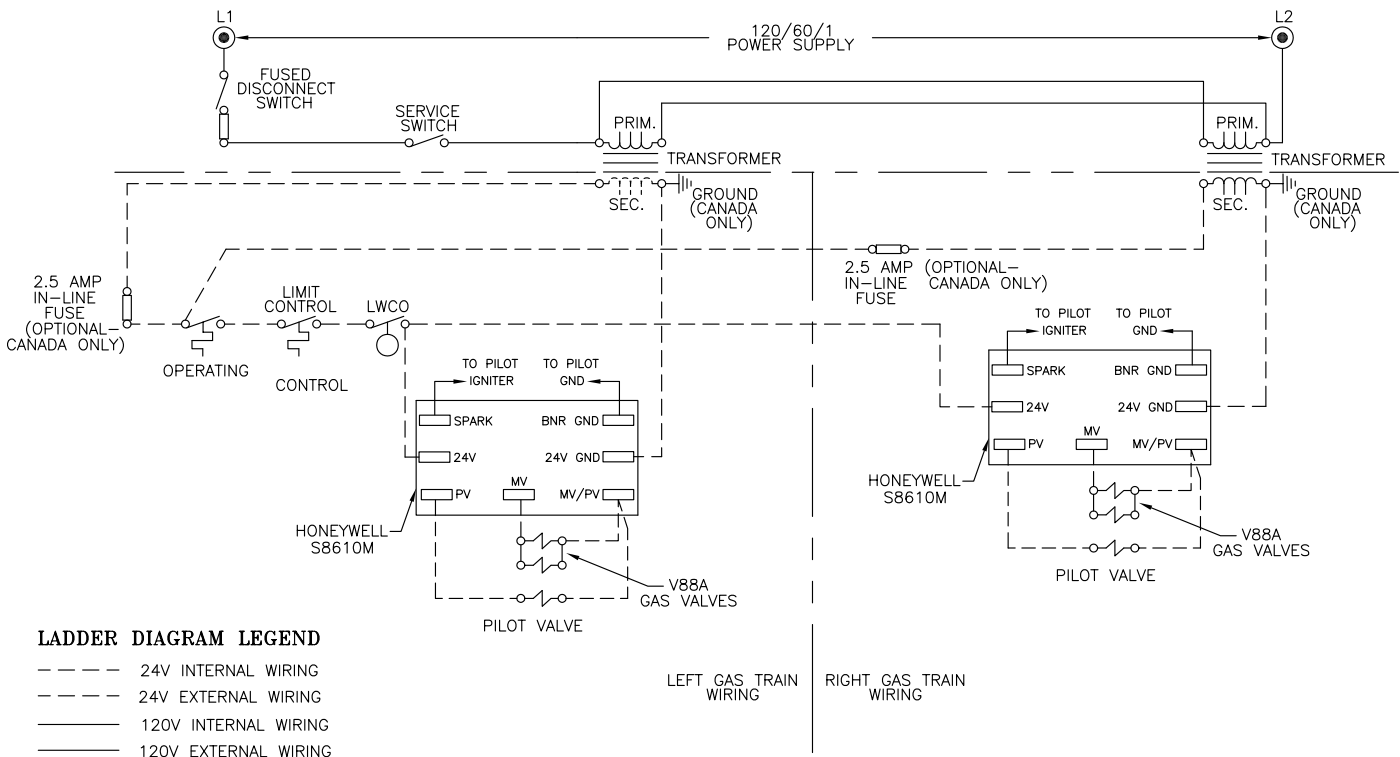 L1
L2
120/60/1
POWER SUPPLY
FUSED
DISCONNECT
SWITCH
SERVICE
SWITCH
PRIM.
PRIM.
TRANSFORMER
TRANSFORMER
SEC.
GROUND
(CANADA
ONLY)
SEC.
GROUND
(CANADA
ONLY)
2.5 AMP
IN-LINE
FUSE
(OPTIONAL-
CANADA ONLY)
2.5 AMP (OPTIONAL-
IN-LINE CANADA ONLY)
FUSE
LIMIT
CONTROL
LWCO
OPERATING
CONTROL
TO PILOT
IGNITER
TO PILOT
GND
SPARK
BNR GND
24V
24V GND
PV
MV
MV/PV
HONEYWELL
S8610M
V88A
GAS VALVES
PILOT VALVE
TO PILOT
IGNITER
TO PILOT
GND
SPARK
BNR GND
24V
24V GND
PV
MV
MV/PV
HONEYWELL
S8610M
V88A
GAS VALVES
PILOT VALVE
LEFT GAS TRAIN
WIRING
RIGHT GAS TRAIN
WIRING
LADDER DIAGRAM LEGEND
24V INTERNAL WIRING
24V EXTERNAL WIRING
120V INTERNAL WIRING
120V EXTERNAL WIRING